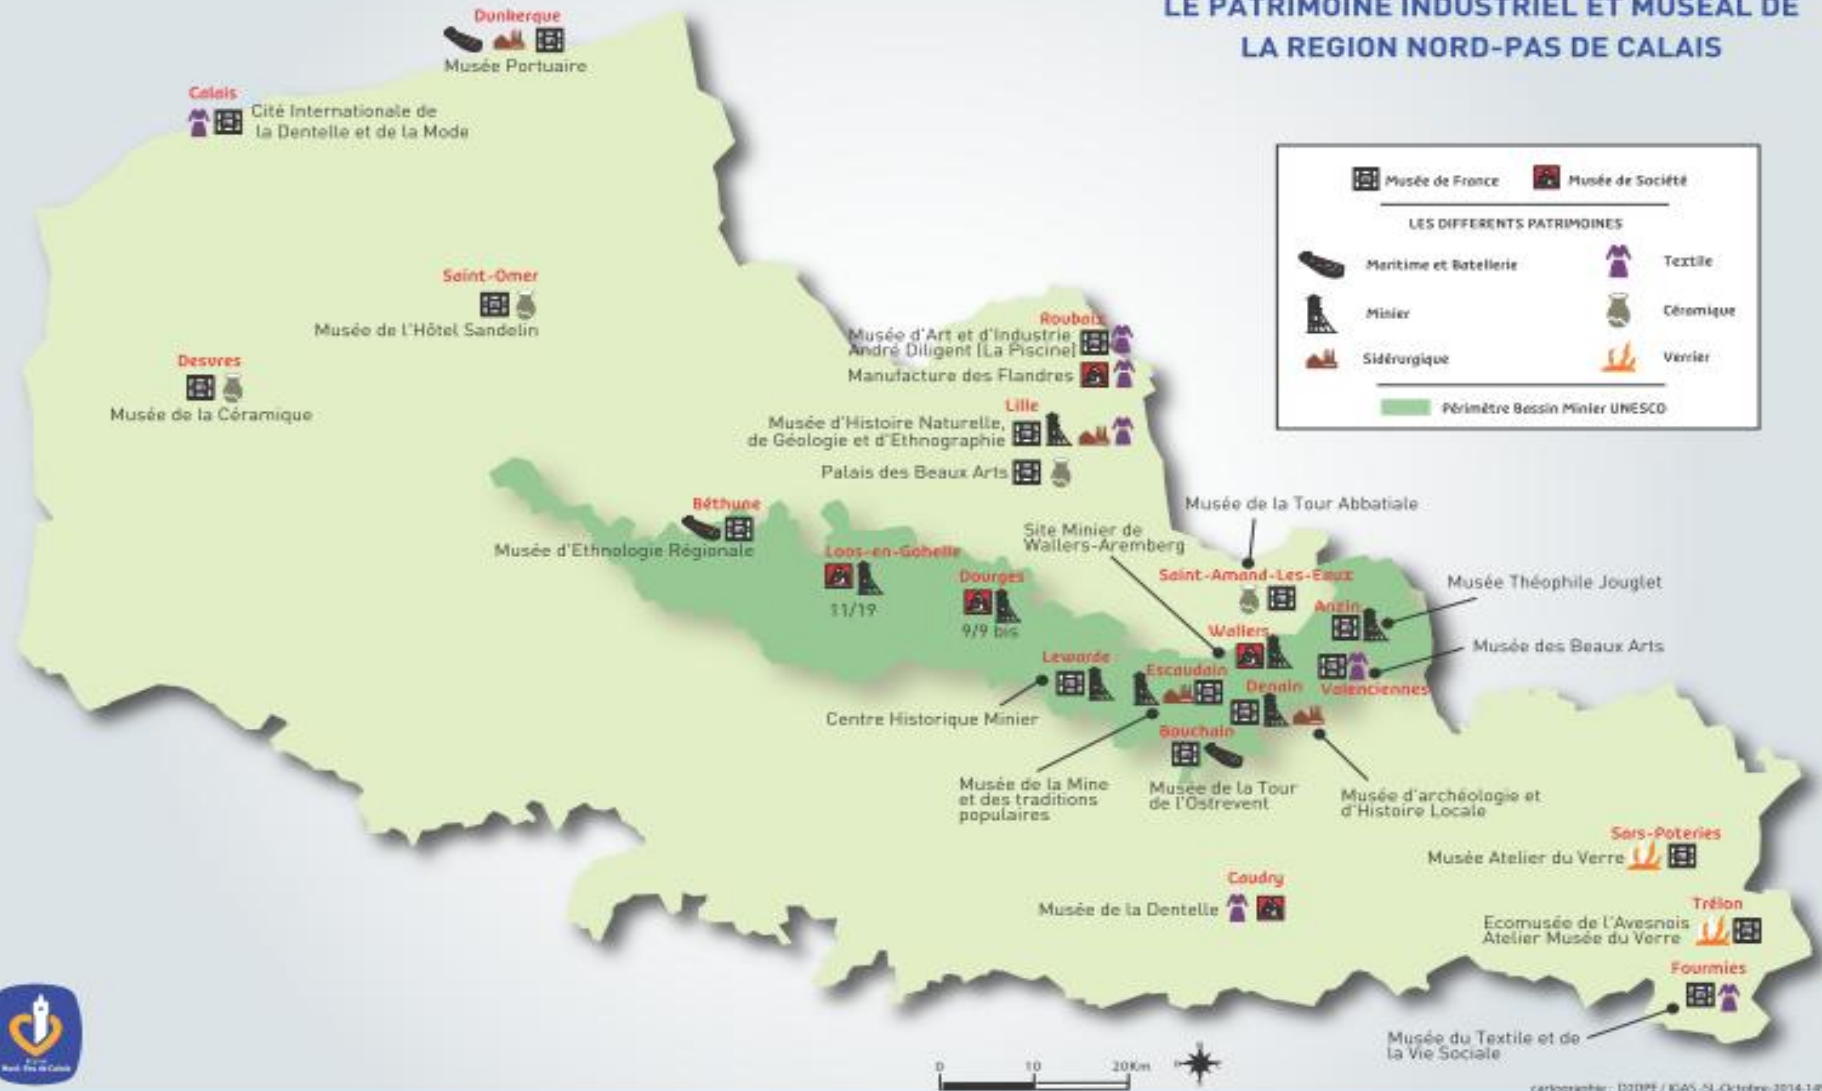 LE PATRIMOINE INDUSTRIEL ET MUSEAL DE
LA REGION NORD-PAS DE CALAIS
Dunkerque
Musée Portuaire
Calais
Cité Internationale de
la Dentelle et de la Mode
Musée de France
Musée de Société
LES DIFFERENTS PATRIMOINES
Maritime et Batellerie
Textile
Minier
Céramique
Sidérurgique
Verrier
Périmètre Bassin Minier UNESCO
Saint-Omer
Musée de l'Hôtel Sandelin
Desvres
Musée de la Céramique
Roubaix
Musée d'Art et d'Industrie
André Diligent (La Piscine)
Manufacture des Flandres
Lille
Musée d'Histoire Naturelle,
de Géologie et d'Ethnographie
Palais des Beaux Arts
Béthune
Musée d'Ethnologie Régionale
Loos-en-Gohelle
11/19
Dourges
9/9 bis
Site Minier de
Wallers-Aremberg
Musée de la Tour Abbatiale
Saint-Amand-Les-Eaux
Musée Théophile Jouglet
Anzin
Wallers
Musée des Beaux Arts
Valenciennes
Lewarde
Centre Historique Minier
Escaudain
Denain
Bouchain
Musée de la Mine
et des traditions
populaires
Musée de la Tour
de l'Ostrevent
Musée d'archéologie et
d'Histoire Locale
Sars-Poteries
Musée Atelier du Verre
Caudry
Musée de la Dentelle
Trélon
Ecomusée de l'Avesnois
Atelier Musée du Verre
Fourmies
Musée du Textile et de
la Vie Sociale
0 10 20Km
Nord-Pas de Calais